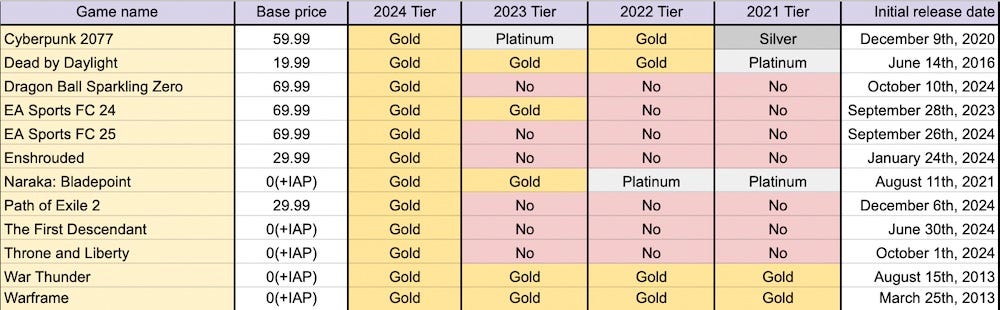 Game name Base price 2024 Tier 2023 Tier 2022 Tier 2021 Tier Initial release date
Cyberpunk 2077 59.99 Gold Platinum Gold Silver December 9th, 2020
Dead by Daylight 19.99 Gold Gold Gold Platinum June 14th, 2016
Dragon Ball Sparkling Zero 69.99 Gold No No No October 10th, 2024
EA Sports FC 24 69.99 Gold Gold No No September 28th, 2023
EA Sports FC 25 69.99 Gold No No No September 26th, 2024
Enshrouded 29.99 Gold No No No January 24th, 2024
Naraka: Bladepoint 0(+IAP) Gold Gold Platinum Platinum August 11th, 2021
Path of Exile 2 29.99 Gold No No No December 6th, 2024
The First Descendant 0(+IAP) Gold No No No June 30th, 2024
Throne and Liberty 0(+IAP) Gold No No No October 1th, 2024
War Thunder 0(+IAP) Gold Gold Gold Gold August 15th, 2013
Warframe 0(+IAP) Gold Gold Gold Gold March 25th, 2013